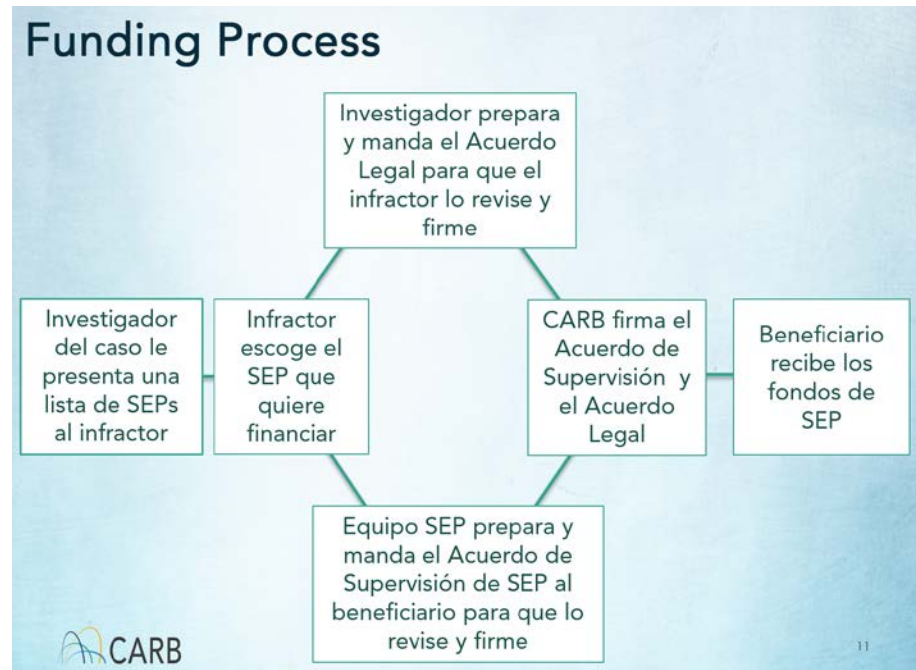 Funding Process
Investigador prepara
y manda el Acuerdo
Legal para que el
infractor lo revise y
firme
Investigador
del caso le
presenta una
lista de SEPs
al infractor
Infractor
escoge el
SEP que
quiere
financiar
CARB firma el
Acuerdo de
Supervisión y
el Acuerdo
Legal
Beneficiario
recibe los
fondos de
SEP
Equipo SEP prepara y
manda el Acuerdo de
Supervisión de SEP al
beneficiario para que lo
revise y firme
CARB
11